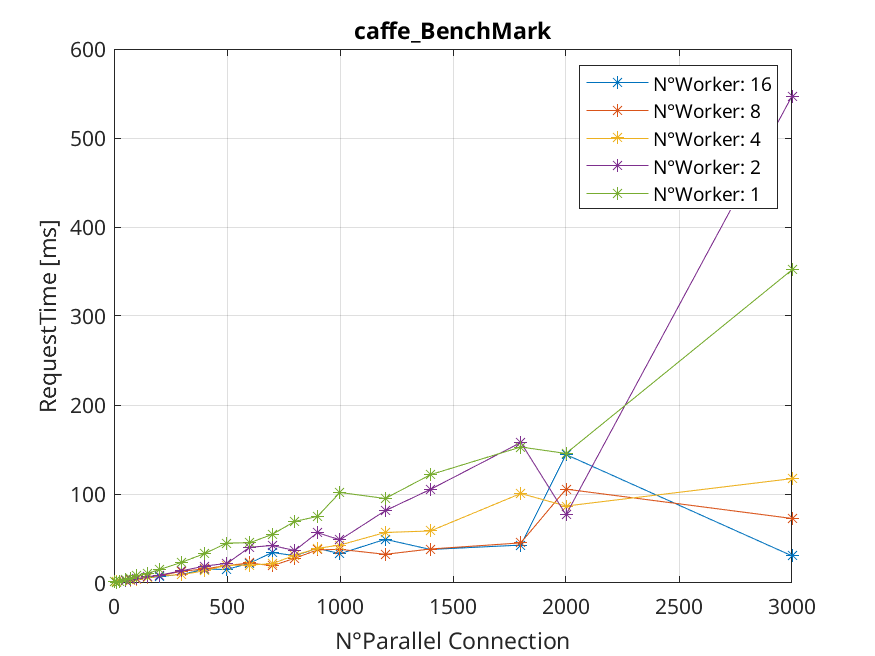 caffe_BenchMark
600
500
400
300
200
100
0
RequestTime [ms]
N°Worker: 16
N°Worker: 8
N°Worker: 4
N°Worker: 2
N°Worker: 1
0 500 1000 1500 2000 2500 3000
N°Parallel Connection